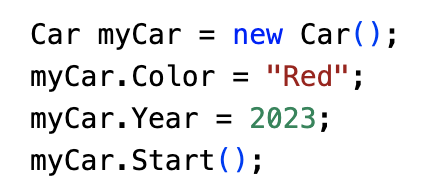 Car myCar = new Car();
myCar.Color = "Red";
myCar.Year = 2023;
myCar.Start();